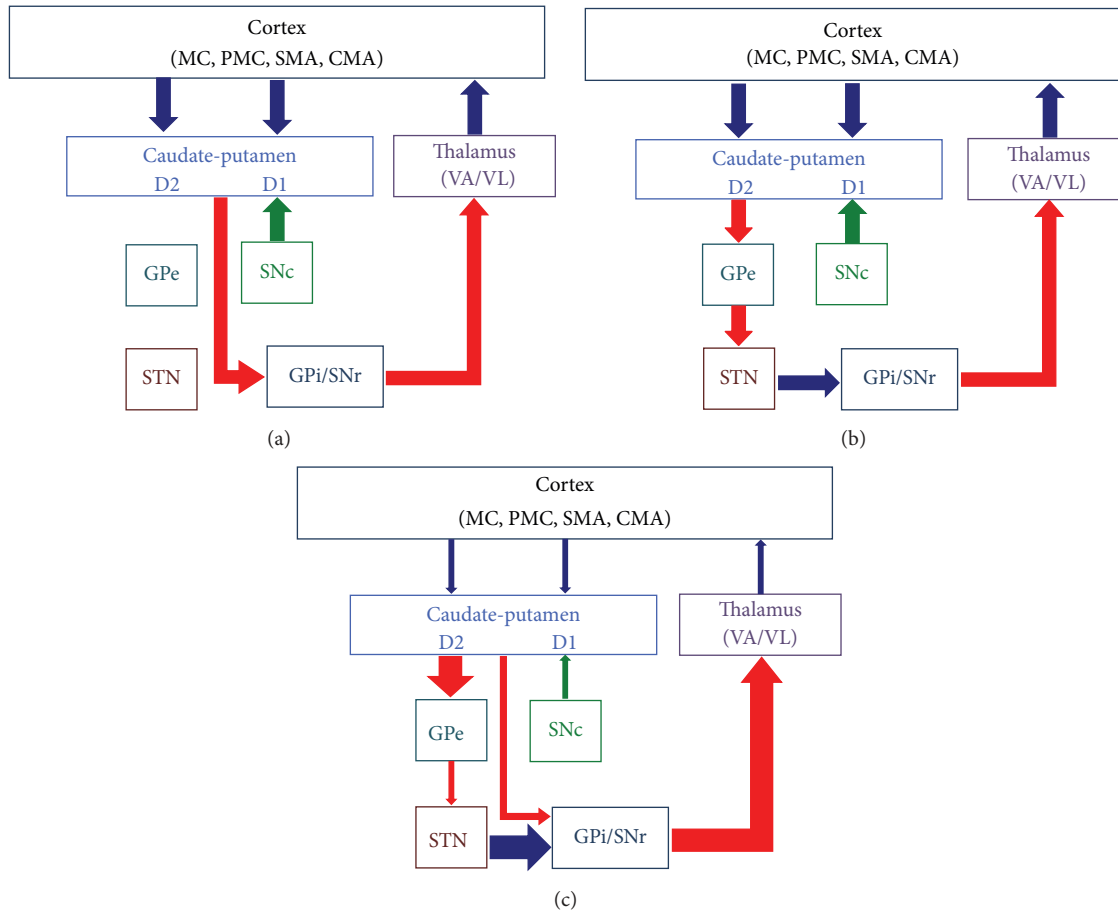 Cortex
(MC, PMC, SMA, CMA)
Caudate-putamen
D2 D1
Thalamus
(VA/VL)
GPe
SNc
STN
GPi/SNr
(a)
Cortex
(MC, PMC, SMA, CMA)
Caudate-putamen
D2 D1
Thalamus
(VA/VL)
GPe
SNc
STN
GPi/SNr
(b)
Cortex
(MC, PMC, SMA, CMA)
Caudate-putamen
D2 D1
Thalamus
(VA/VL)
GPe
SNc
STN
GPi/SNr
(c)